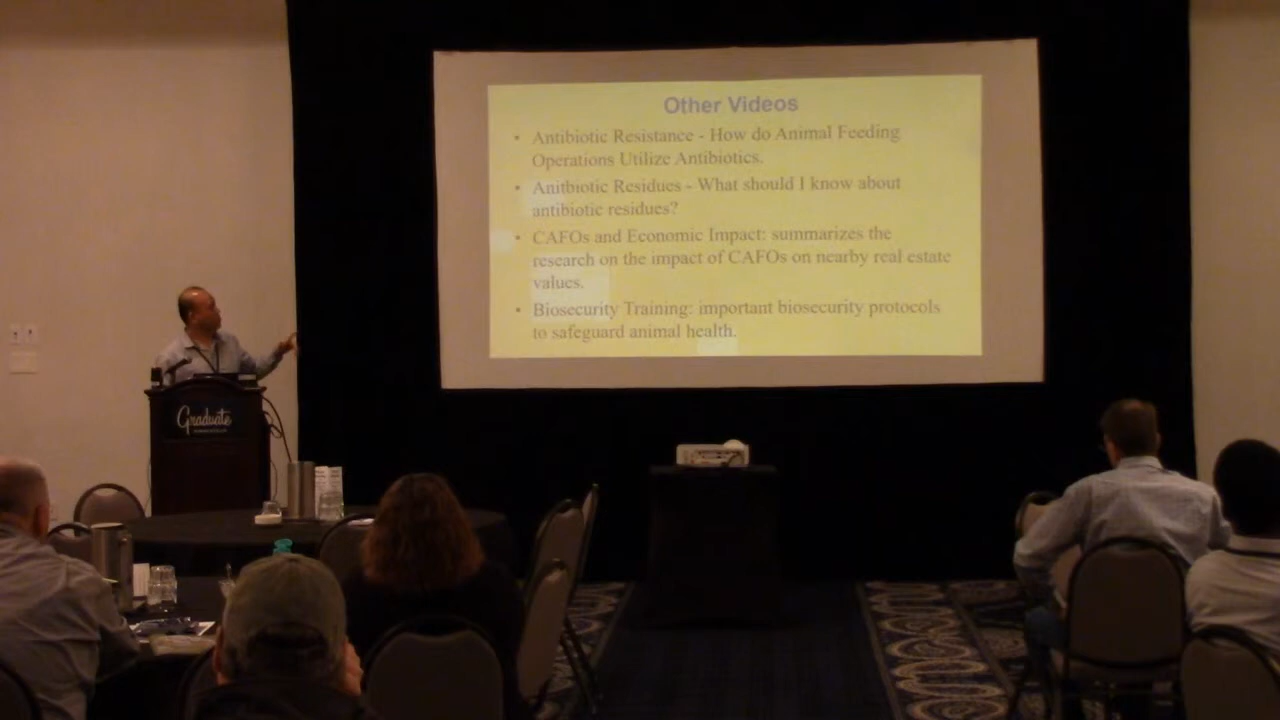 Other Videos
• Antibiotic Resistance - How do Animal Feeding
Operations Utilize Antibiotics.
• Anitbiotic Residues - What should I know about
antibiotic residues?
• CAFOs and Economic Impact: summarizes the
research on the impact of CAFOs on nearby real estate
values.
• Biosecurity Training: important biosecurity protocols
to safeguard animal health.
Graduate